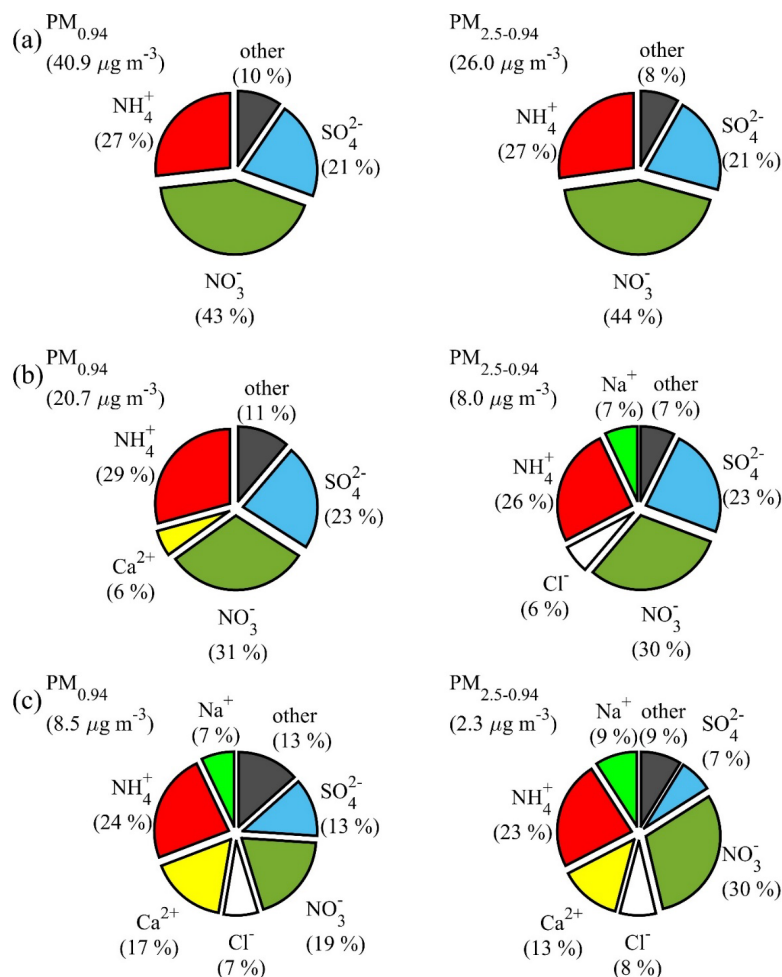 (a)
PM₀.₉₄
(40.9 µg m⁻³)
other
(10 %)
NH₄⁺
(27 %)
SO₄²⁻
(21 %)
NO₃⁻
(43 %)
PM₂.₅₋₀.₉₄
(26.0 µg m⁻³)
other
(8 %)
NH₄⁺
(27 %)
SO₄²⁻
(21 %)
NO₃⁻
(44 %)
(b)
PM₀.₉₄
(20.7 µg m⁻³)
other
(11 %)
NH₄⁺
(29 %)
SO₄²⁻
(23 %)
Ca²⁺
(6 %)
NO₃⁻
(31 %)
PM₂.₅₋₀.₉₄
(8.0 µg m⁻³)
Na⁺
(7 %)
other
(7 %)
NH₄⁺
(26 %)
SO₄²⁻
(23 %)
Cl⁻
(6 %)
NO₃⁻
(30 %)
(c)
PM₀.₉₄
(8.5 µg m⁻³)
Na⁺
(7 %)
other
(13 %)
NH₄⁺
(24 %)
SO₄²⁻
(13 %)
Ca²⁺
(17 %)
Cl⁻
(7 %)
NO₃⁻
(19 %)
PM₂.₅₋₀.₉₄
(2.3 µg m⁻³)
Na⁺
(9 %)
other
(9 %)
SO₄²⁻
(7 %)
NH₄⁺
(23 %)
NO₃⁻
(30 %)
Ca²⁺
(13 %)
Cl⁻
(8 %)